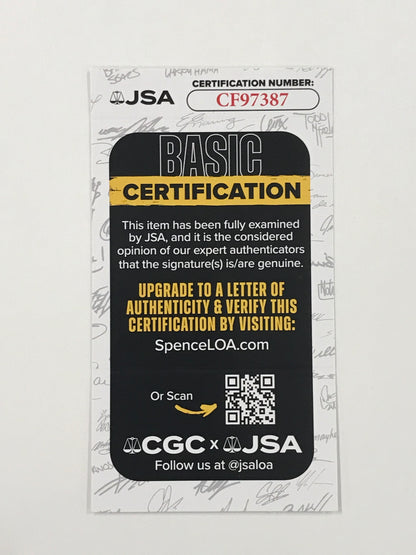 CERTIFICATION NUMBER:
JSA
CF97387
BASIC
CERTIFICATION
This item has been fully examined
by JSA, and it is the considered
opinion of our expert authenticators
that the signature(s) is/are genuine.
UPGRADE TO A LETTER OF
AUTHENTICITY & VERIFY THIS
CERTIFICATION BY VISITING:
SpenceLOA.com
Or Scan
CGC x JSA
Follow us at @jsaloa